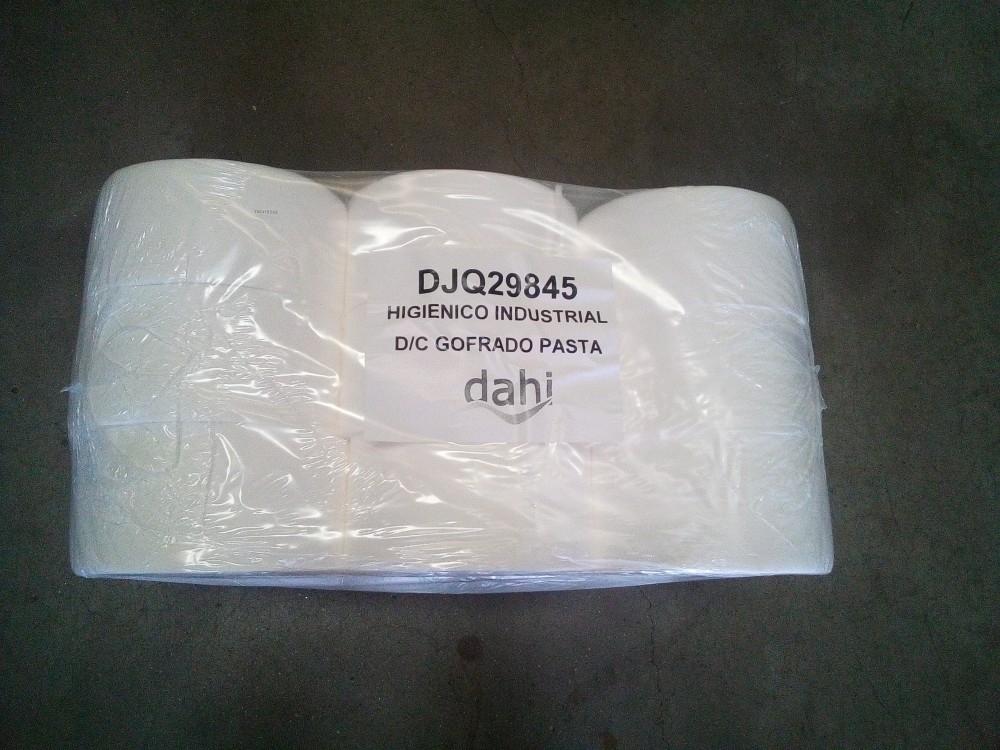 DJQ29845
HIGIENICO INDUSTRIAL
D/C GOFRADO PASTA
dahi